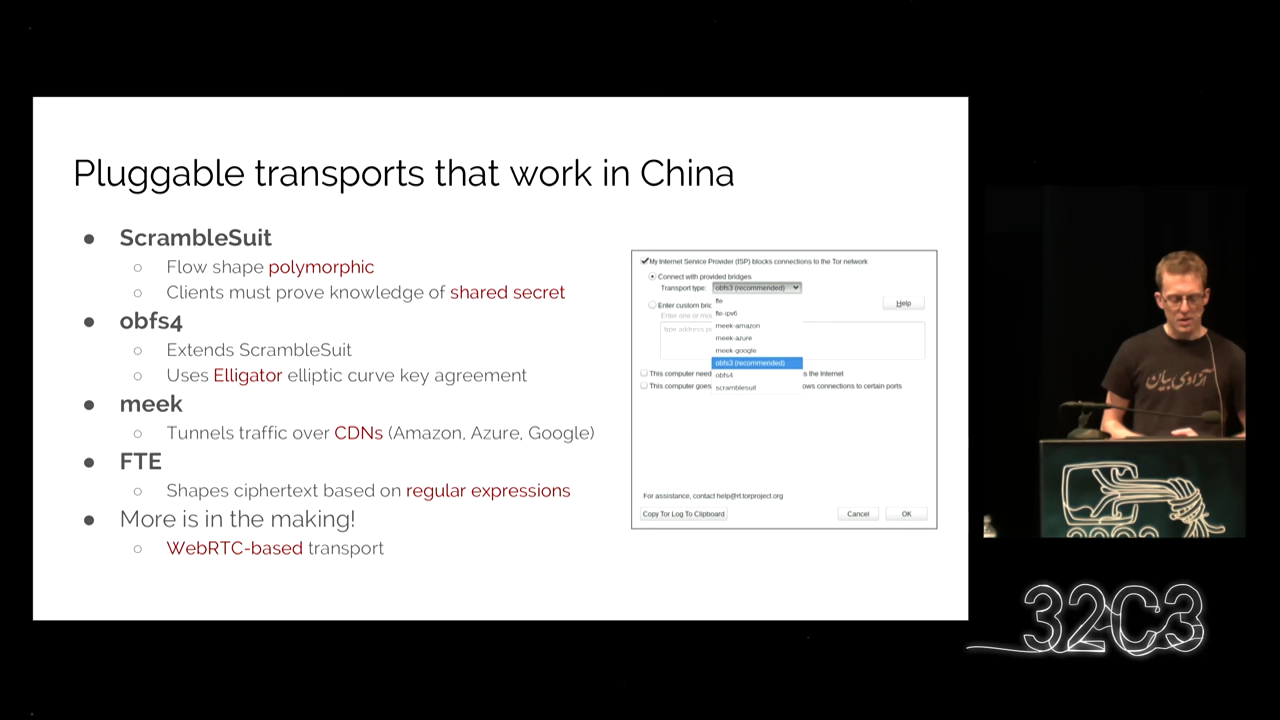 Pluggable transports that work in China
● ScrambleSuit
○ Flow shape polymorphic
○ Clients must prove knowledge of shared secret
● obfs4
○ Extends ScrambleSuit
○ Uses Elligator elliptic curve key agreement
● meek
○ Tunnels traffic over CDNs (Amazon, Azure, Google)
● FTE
○ Shapes ciphertext based on regular expressions
● More is in the making!
○ WebRTC-based transport
My Internet Service Provider (ISP) blocks connections to the Tor network
Connect with provided bridges
Transport type: obfs3 (recommended)
fte
Enter custom bric
Help
fte-ipv6
Enter one or mo
meek-amazon
type address:p
meek-azure
meek-google
obfs3 (recommended)
This computer need
s the Internet
obfs4
This computer goes
ows connections to certain ports
scramblesuit
For assistance, contact help@rt.torproject.org
Copy Tor Log To Clipboard
Cancel
OK
آزادی بیان
32C3